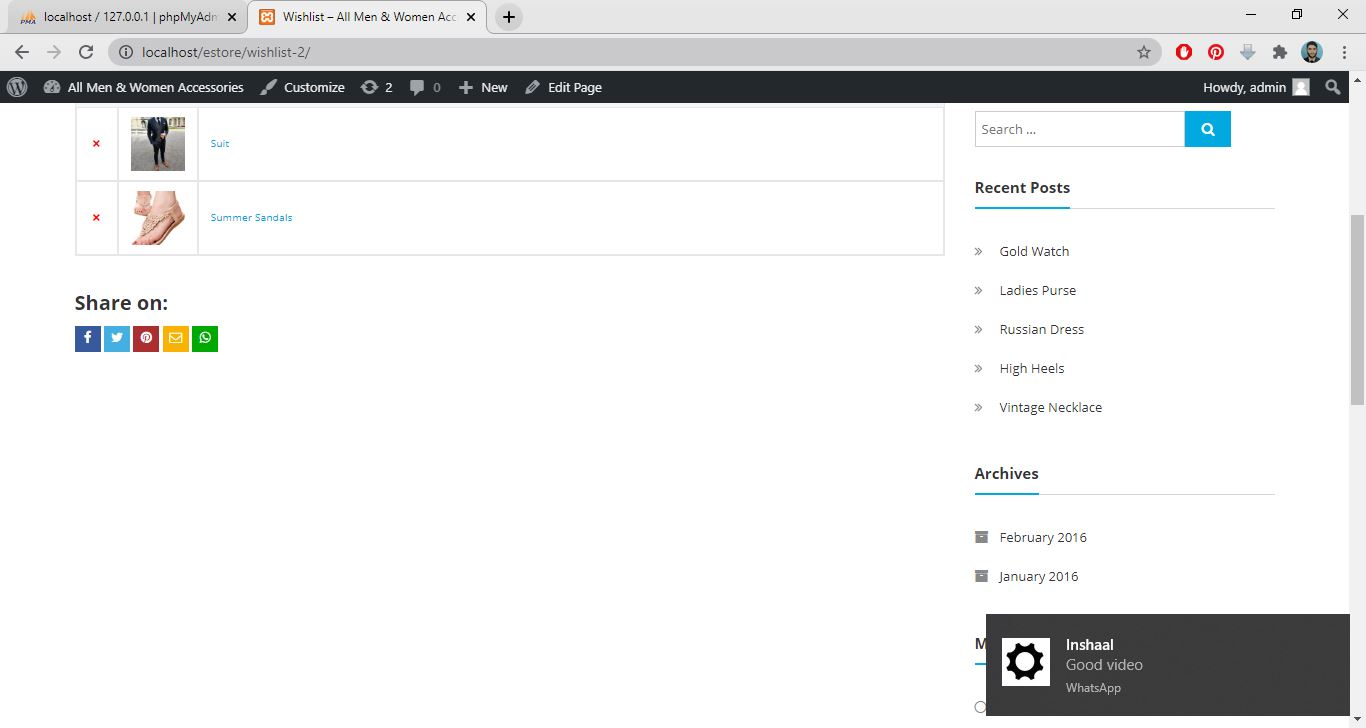 PMA localhost / 127.0.0.1 | phpMyAdm
Wishlist – All Men & Women Acc
localhost/estore/wishlist-2/
All Men & Women Accessories
Customize
2
0
New
Edit Page
Howdy, admin
Suit
Summer Sandals
Share on:
Search ...
Recent Posts
Gold Watch
Ladies Purse
Russian Dress
High Heels
Vintage Necklace
Archives
February 2016
January 2016
M
Inshaal
Good video
WhatsApp